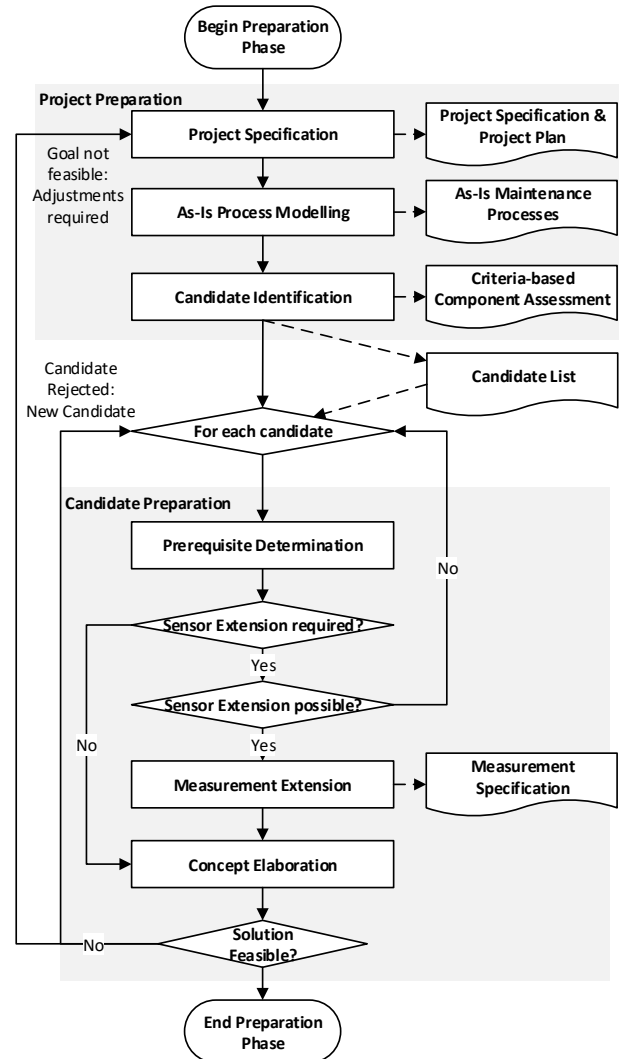 Begin Preparation
Phase
Project Preparation
Project Specification
Project Specification &
Project Plan
Goal not
feasible:
Adjustments
required
As-Is Process Modelling
As-Is Maintenance
Processes
Candidate Identification
Criteria-based
Component Assessment
Candidate List
Candidate
Rejected:
New Candidate
For each candidate
Candidate Preparation
Prerequisite Determination
No
Sensor Extension required?
Yes
Sensor Extension possible?
No
Yes
Measurement Extension
Measurement
Specification
Concept Elaboration
No
Solution
Feasible?
End Preparation
Phase